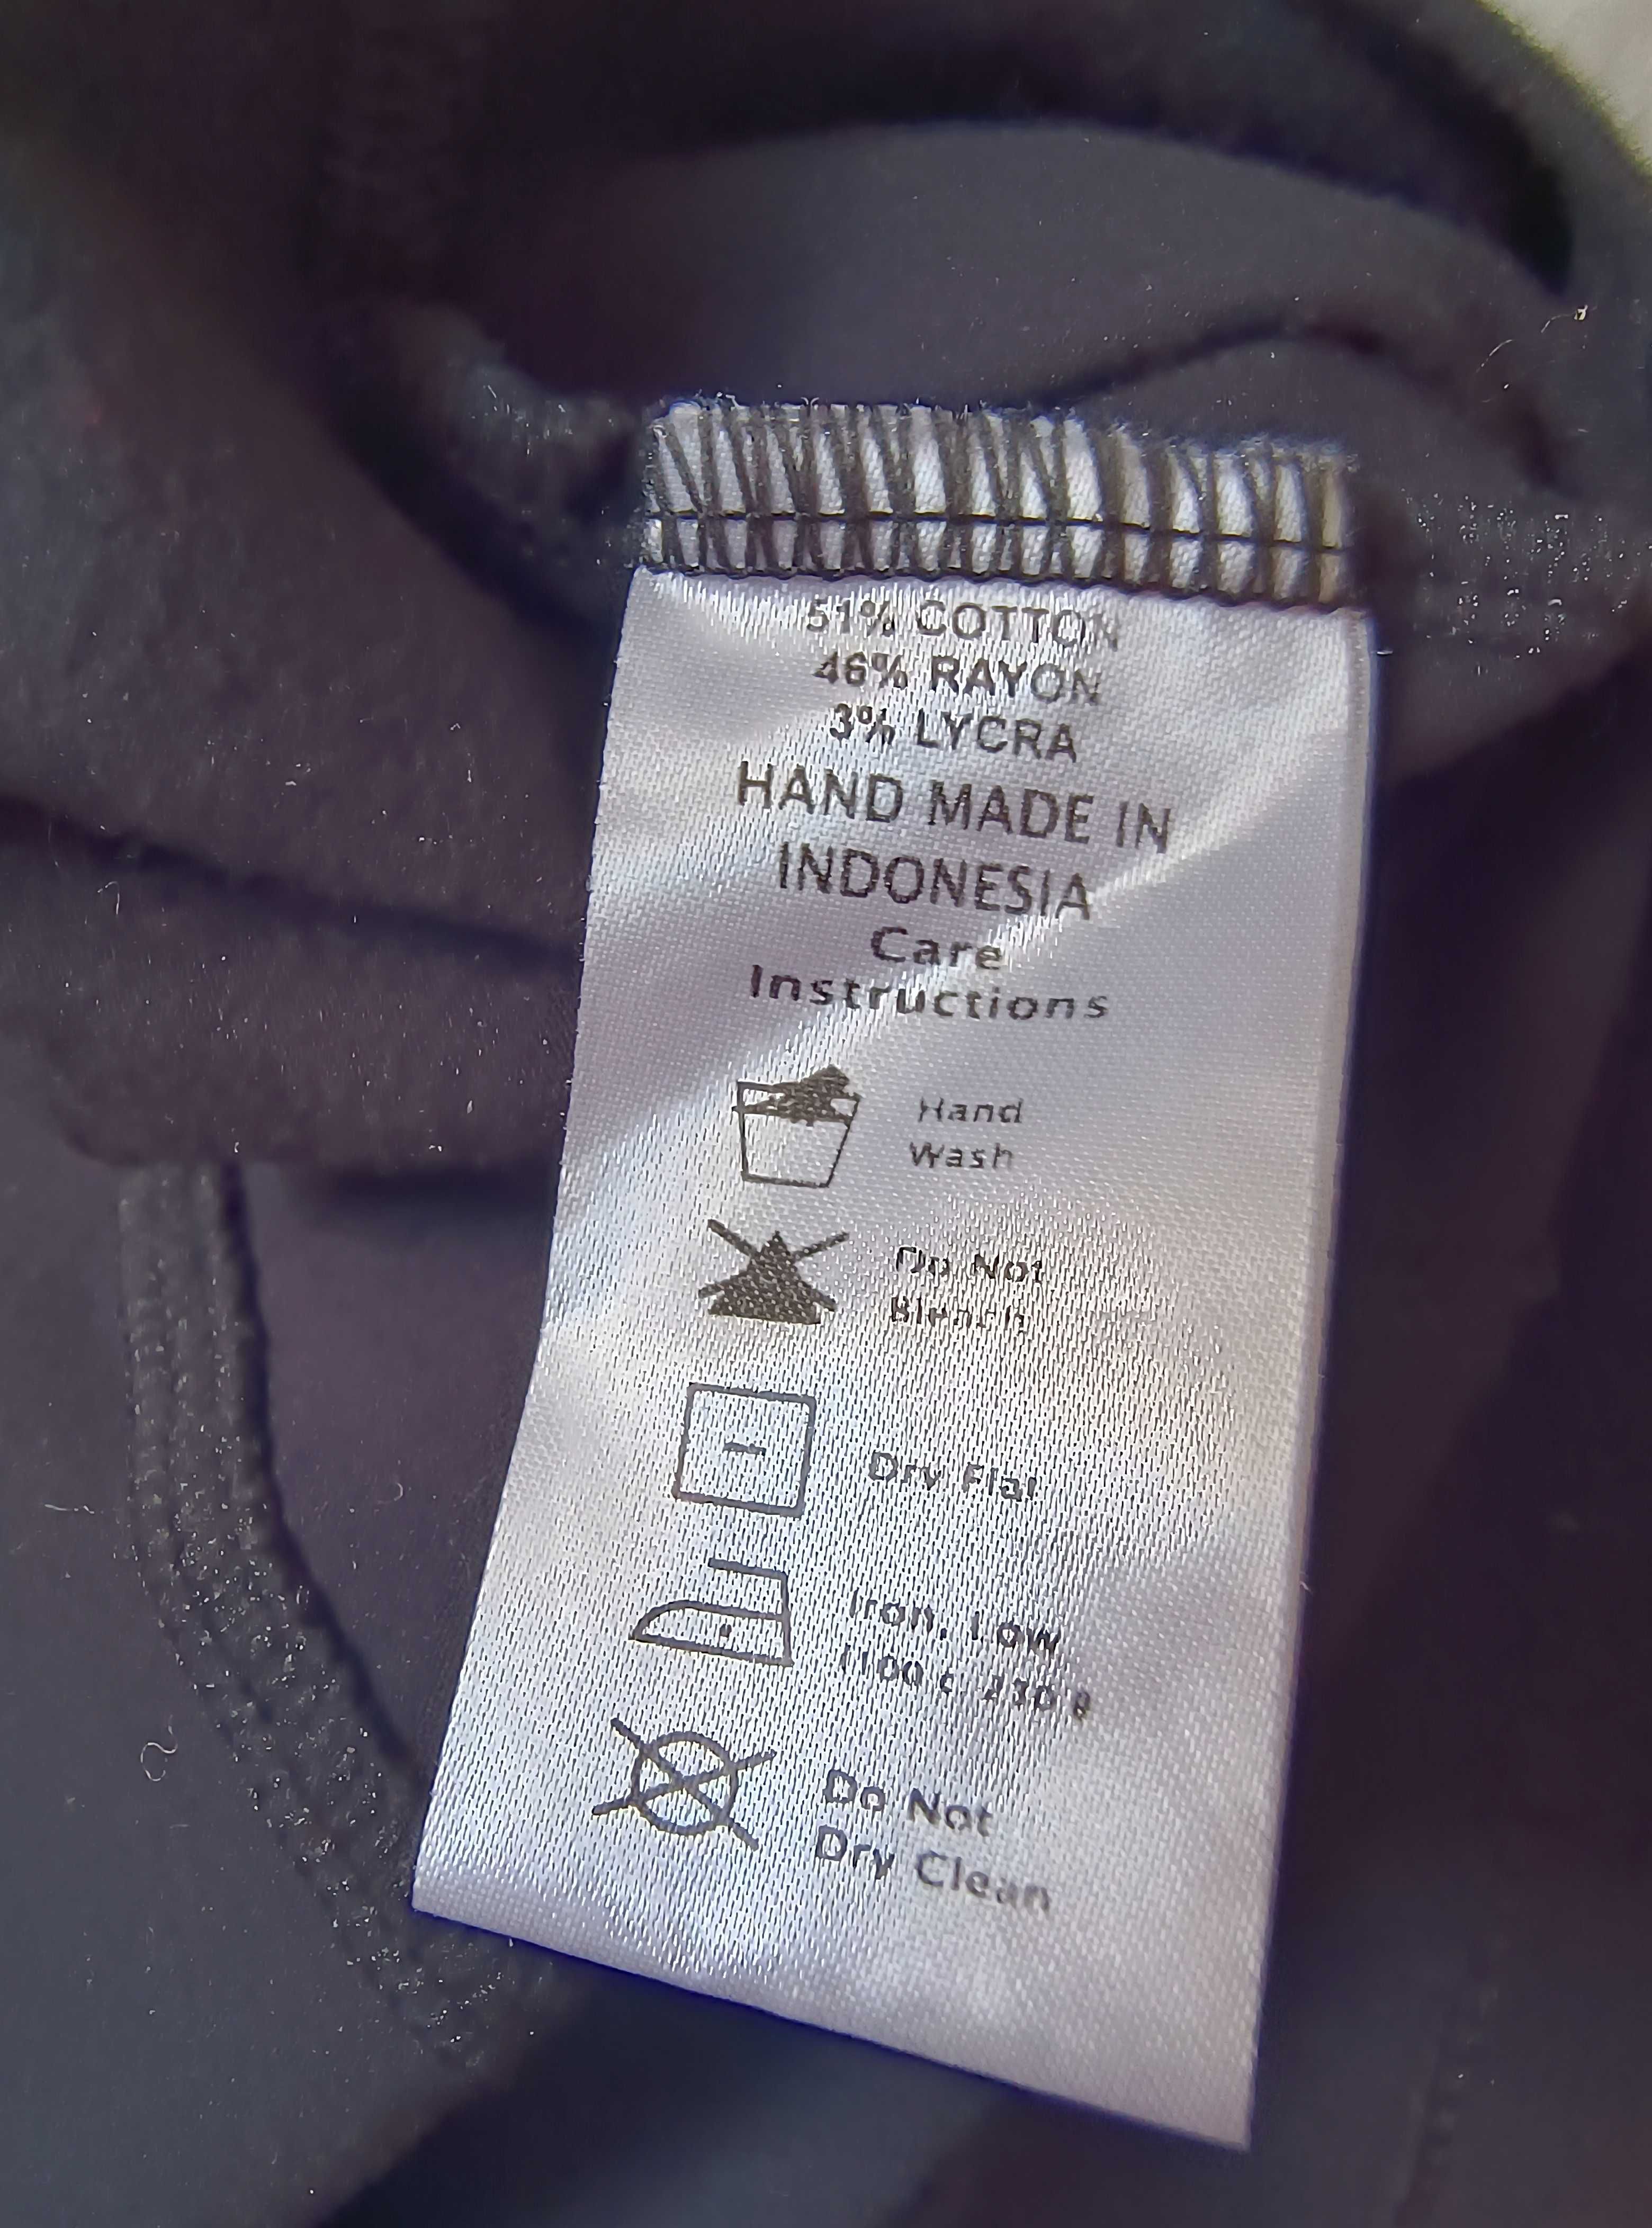 51% COTTON
46% RAYON
3% LYCRA
HAND MADE IN
INDONESIA
Care
Instructions
Hand
Wash
Do Not
Bleach
Dry Flat
Iron, Low
Do Not
Dry Clean